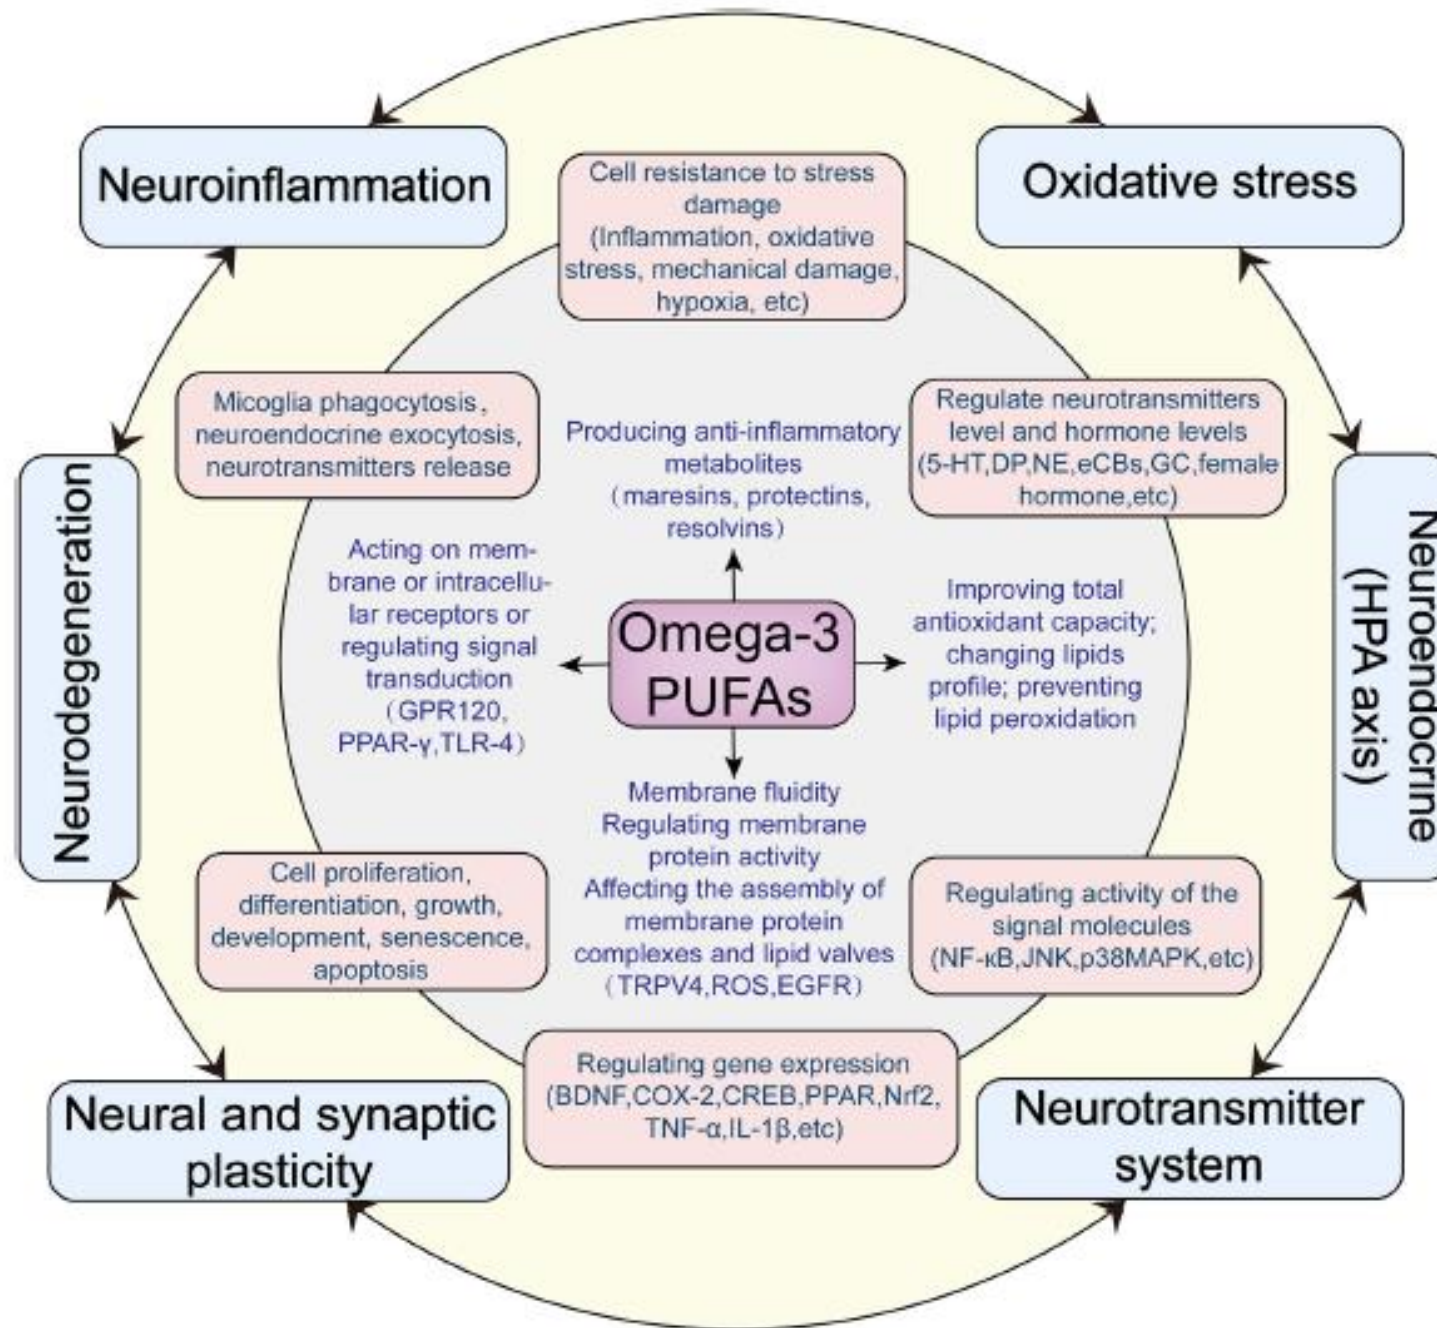 Neuroinflammation
Oxidative stress
Cell resistance to stress
damage
(Inflammation, oxidative
stress, mechanical damage,
hypoxia, etc)
Micoglia phagocytosis,
neuroendocrine exocytosis,
neurotransmitters release
Regulate neurotransmitters
level and hormone levels
(5-HT,DP,NE,eCBs,GC,female
hormone,etc)
Producing anti-inflammatory
metabolites
(maresins, protectins,
resolvins)
Neurodegeneration
Acting on mem-
brane or intracellu-
lar receptors or
regulating signal
transduction
(GPR120,
PPAR-γ,TLR-4)
Omega-3
PUFAs
Improving total
antioxidant capacity;
changing lipids
profile; preventing
lipid peroxidation
Neuroendocrine
(HPA axis)
Membrane fluidity
Regulating membrane
protein activity
Affecting the assembly of
membrane protein
complexes and lipid valves
(TRPV4,ROS,EGFR)
Cell proliferation,
differentiation, growth,
development, senescence,
apoptosis
Regulating activity of the
signal molecules
(NF-κB,JNK,p38MAPK,etc)
Regulating gene expression
(BDNF,COX-2,CREB,PPAR,Nrf2,
TNF-α,IL-1β,etc)
Neural and synaptic
plasticity
Neurotransmitter
system